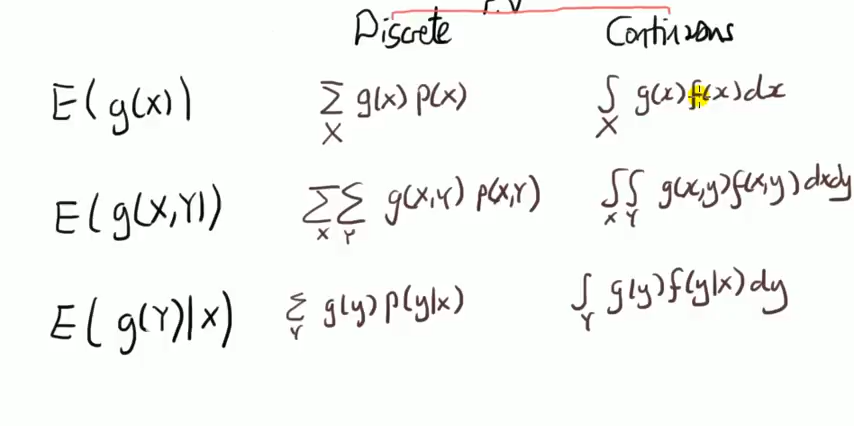 r.v
Discrete Continuous
E(g(X)) ∑X g(x) p(x) ∫X g(x)f(x)dx
E(g(X,Y)) ∑X∑Y g(X,Y) p(X,Y) ∫X∫Y g(x,y)f(x,y)dxdy
E(g(Y)|X) ∑Y g(y) p(y|x) ∫Y g(y)f(y|x)dy